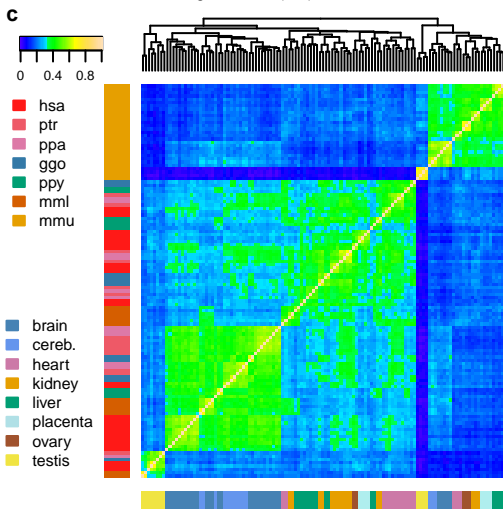 c
0 0.4 0.8
hsa
ptr
ppa
ggo
ppy
mml
mmu
brain
cereb.
heart
kidney
liver
placenta
ovary
testis